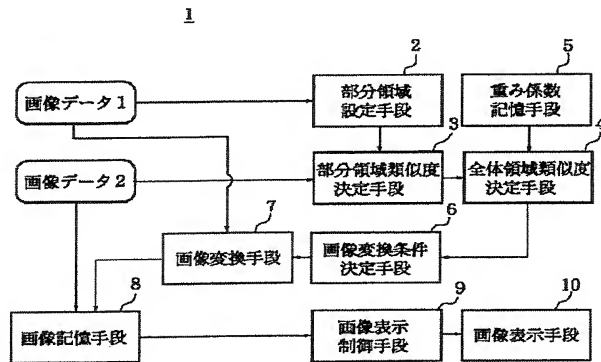 1
2
5
画像データ1
部分領域
設定手段
重み係数
記憶手段
3
4
画像データ2
部分領域類似度
決定手段
全体領域類似度
決定手段
7
6
画像変換手段
画像変換条件
決定手段
8
9
10
画像記憶手段
画像表示
制御手段
画像表示手段